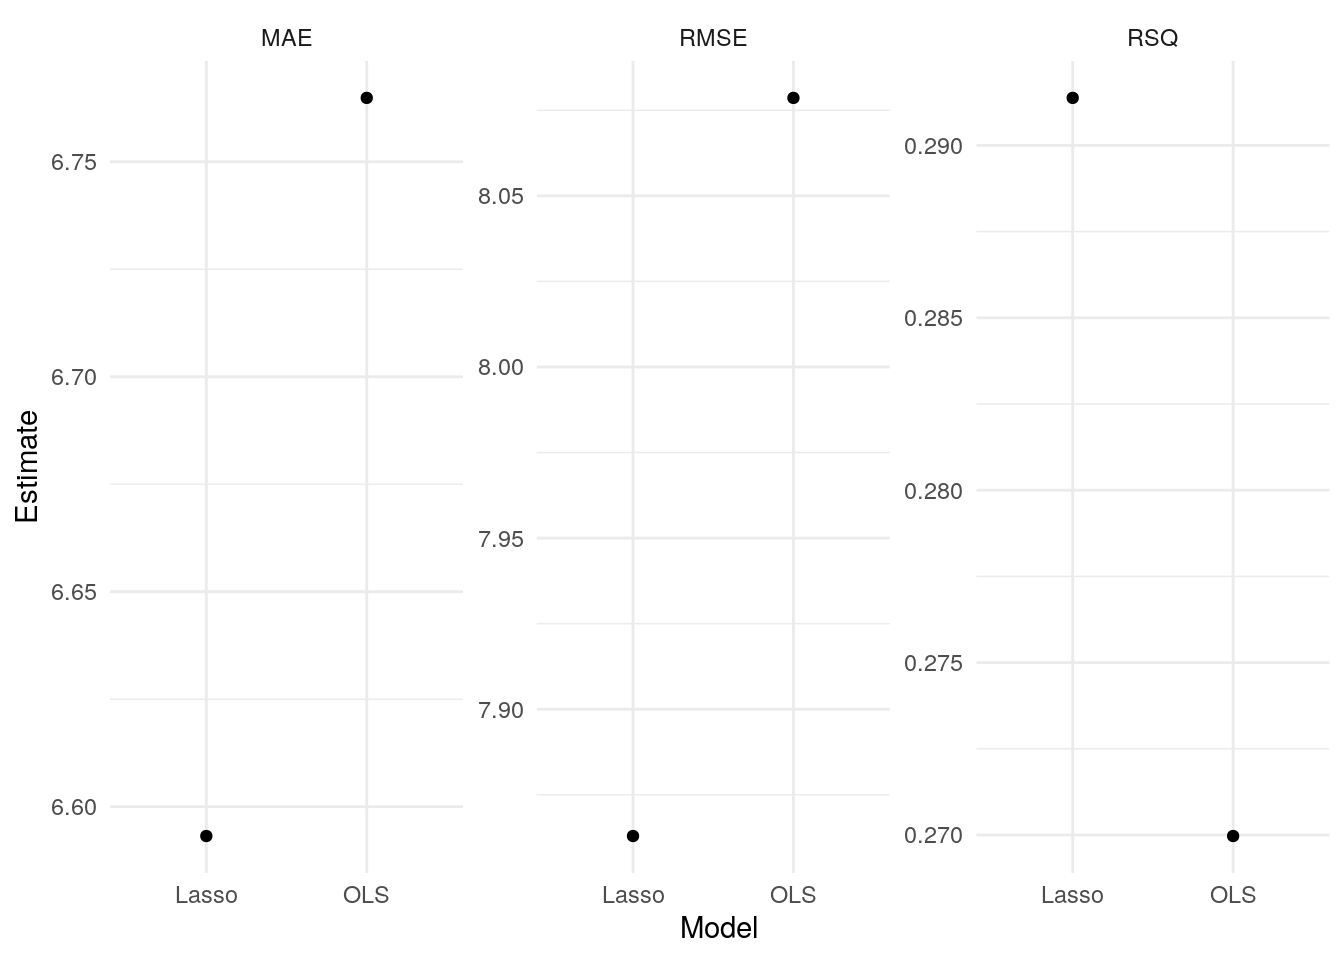 MAE
RMSE
RSQ
Estimate
6.75
6.70
6.65
6.60
8.05
8.00
7.95
7.90
0.290
0.285
0.280
0.275
0.270
Lasso
OLS
Lasso
OLS
Lasso
OLS
Model